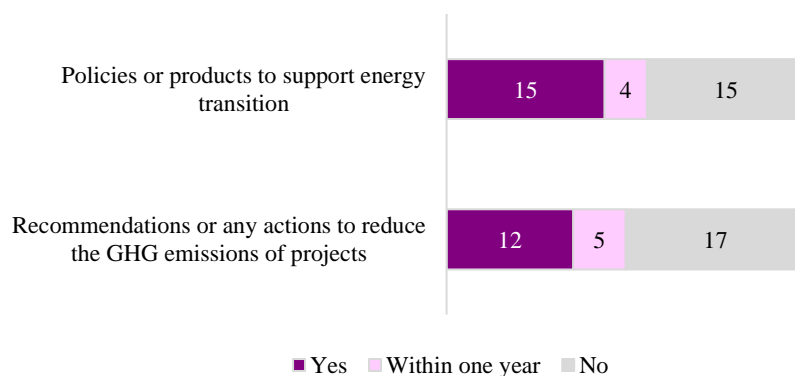 Policies or products to support energy
transition
15 4 15
Recommendations or any actions to reduce
the GHG emissions of projects
12 5 17
Yes Within one year No